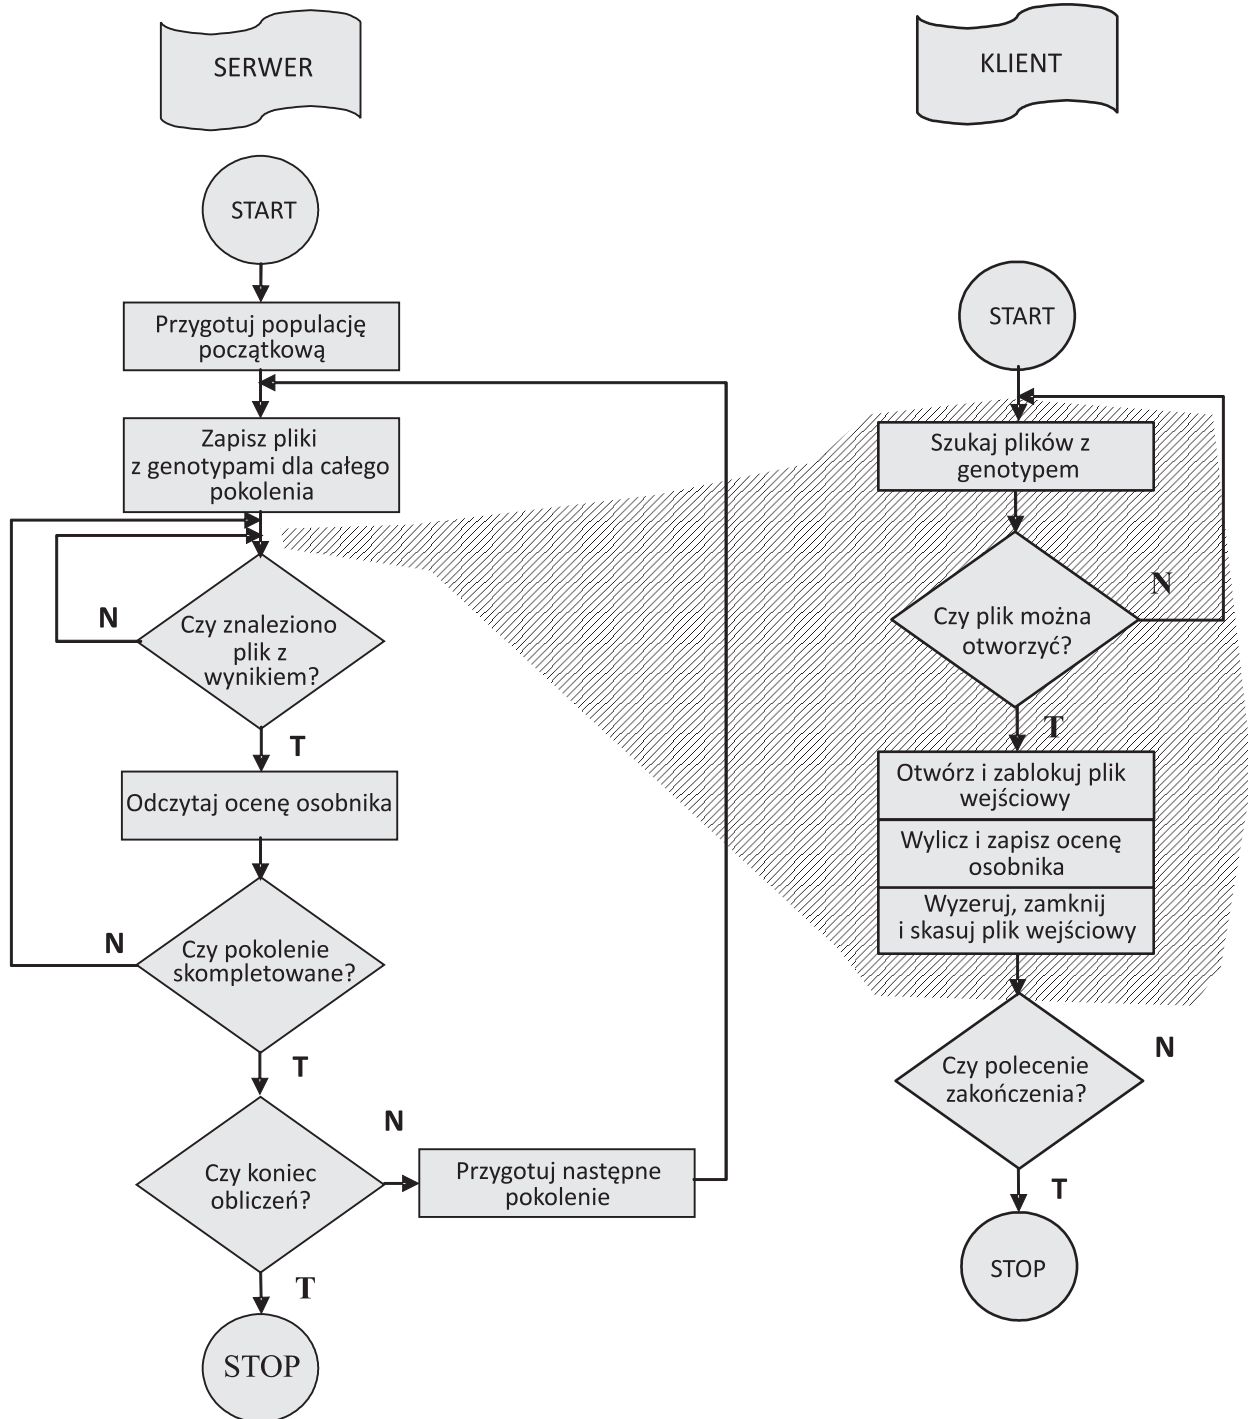 SERWER
START
Przygotuj populację
początkową
Zapisz pliki
z genotypami dla całego
pokolenia
N
Czy znaleziono
plik z
wynikiem?
T
Odczytaj ocenę osobnika
N
Czy pokolenie
skompletowane?
T
Czy koniec
obliczeń?
N
Przygotuj następne
pokolenie
T
STOP
KLIENT
START
Szukaj plików z
genotypem
Czy plik można
otworzyć?
N
T
Otwórz i zablokuj plik
wejściowy
Wylicz i zapisz ocenę
osobnika
Wyzeruj, zamknij
i skasuj plik wejściowy
Czy polecenie
zakończenia?
N
T
STOP